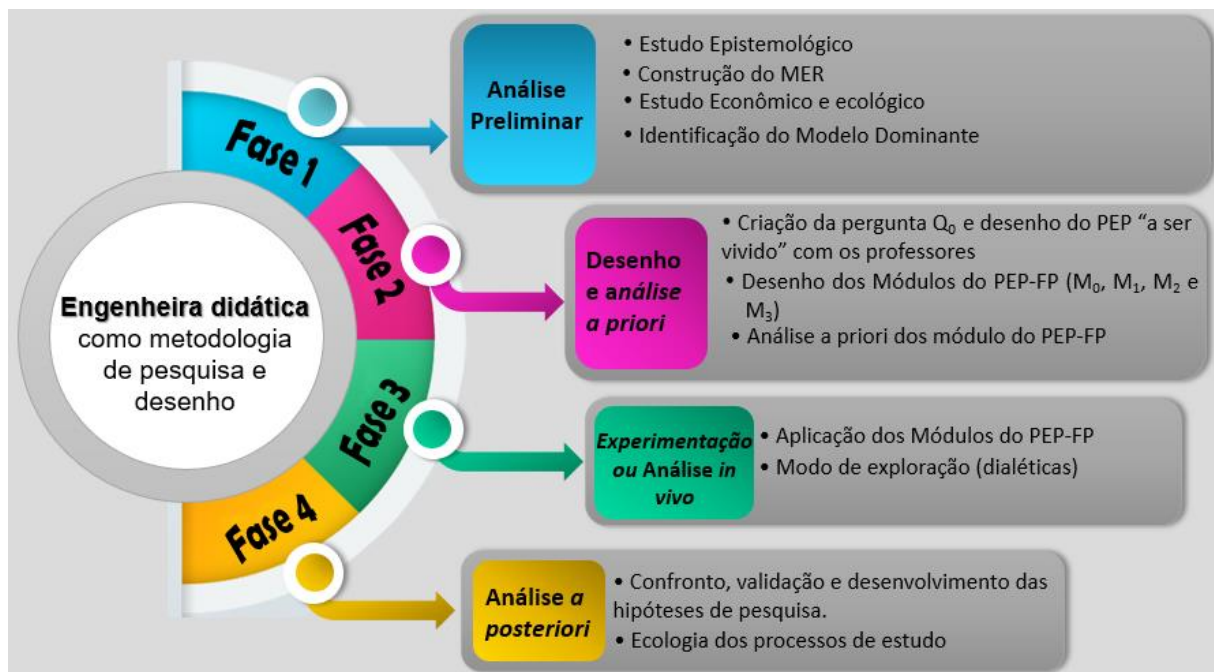 Engenheira didática
como metodologia
de pesquisa e
desenho
Fase 1
Análise
Preliminar
• Estudo Epistemológico
• Construção do MER
• Estudo Econômico e ecológico
• Identificação do Modelo Dominante
Fase 2
Desenho
e análise
a priori
• Criação da pergunta Q₀ e desenho do PEP “a ser
vivido” com os professores
• Desenho dos Módulos do PEP-FP (M₀, M₁, M₂ e
M₃)
• Análise a priori dos módulo do PEP-FP
Fase 3
Experimentação
ou Análise in
vivo
• Aplicação dos Módulos do PEP-FP
• Modo de exploração (dialéticas)
Fase 4
Análise a
posteriori
• Confronto, validação e desenvolvimento das
hipóteses de pesquisa.
• Ecologia dos processos de estudo